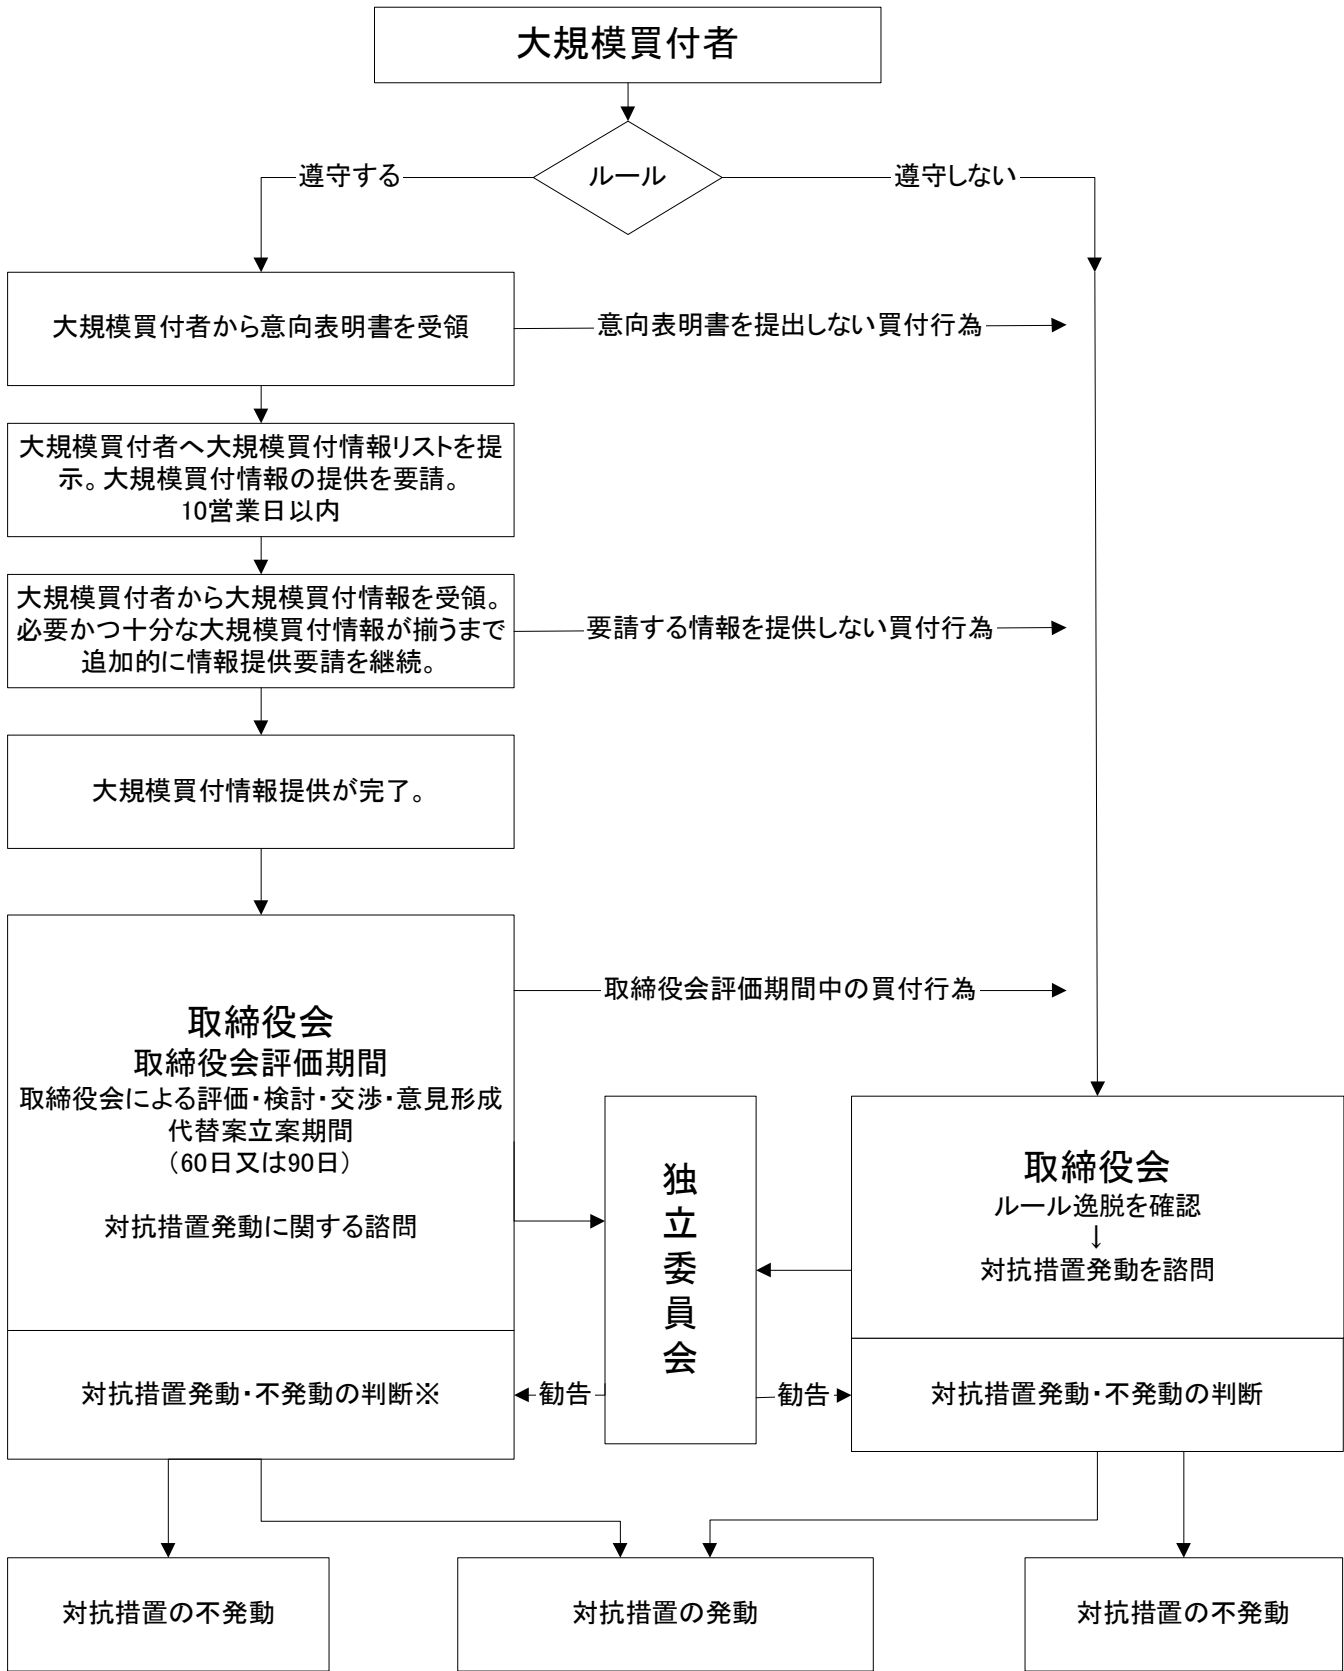 大規模買付者
ルール
遵守する
遵守しない
大規模買付者から意向表明書を受領
意向表明書を提出しない買付行為
大規模買付者へ大規模買付情報リストを提
示。大規模買付情報の提供を要請。
10営業日以内
大規模買付者から大規模買付情報を受領。
必要かつ十分な大規模買付情報が揃うまで
追加的に情報提供要請を継続。
要請する情報を提供しない買付行為
大規模買付情報提供が完了。
取締役会
取締役会評価期間
取締役会による評価・検討・交渉・意見形成
代替案立案期間
（60日又は90日）
対抗措置発動に関する諮問
取締役会評価期間中の買付行為
独立委員会
取締役会
ルール逸脱を確認
↓
対抗措置発動を諮問
対抗措置発動・不発動の判断※
勧告
勧告
対抗措置発動・不発動の判断
対抗措置の不発動
対抗措置の発動
対抗措置の不発動